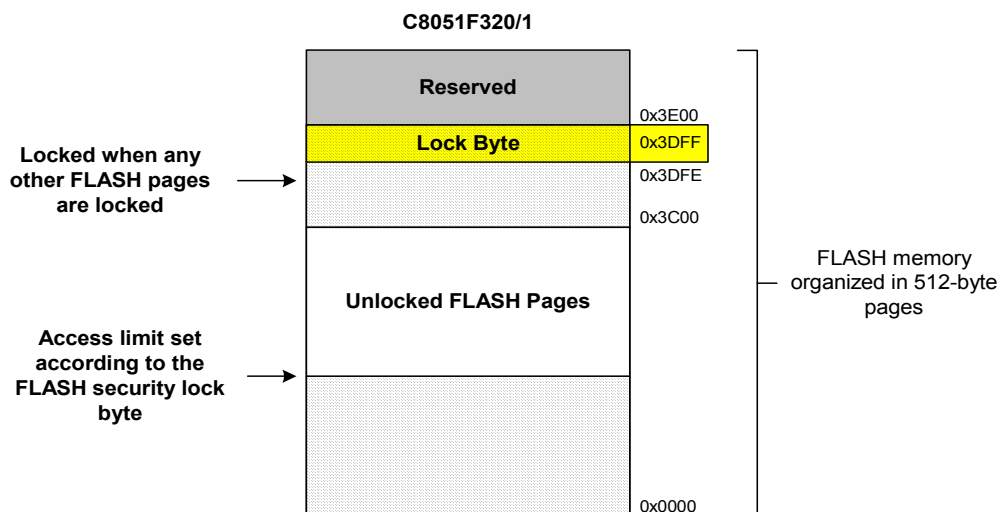 C8051F320/1
Reserved
0x3E00
Lock Byte
0x3DFF
Locked when any
other FLASH pages
are locked
0x3DFE
0x3C00
Unlocked FLASH Pages
FLASH memory
organized in 512-byte
pages
Access limit set
according to the
FLASH security lock
byte
0x0000